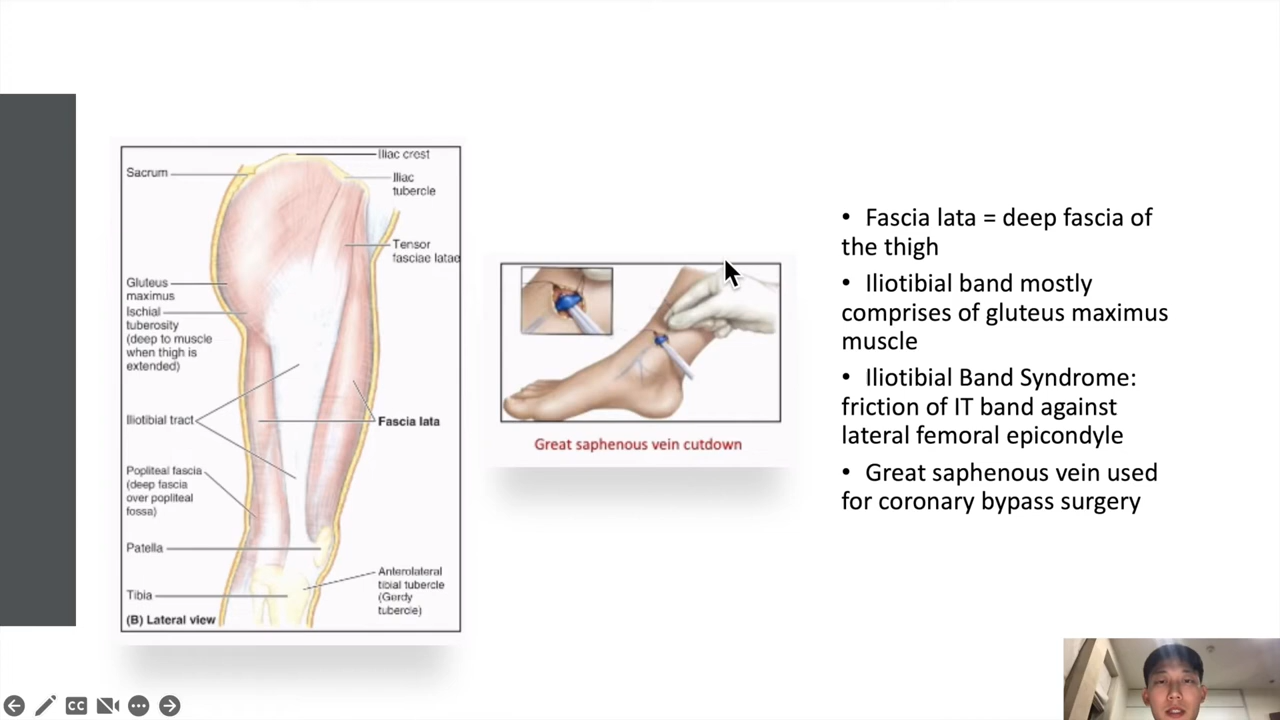 Iliac crest
Sacrum
Iliac
tubercle
Tensor
fasciae latae
Gluteus
maximus
Ischial
tuberosity
(deep to muscle
when thigh is
extended)
Iliotibial tract
Fascia lata
Popliteal fascia
(deep fascia
over popliteal
fossa)
Patella
Anterolateral
tibial tubercle
(Gerdy
tubercle)
Tibia
(B) Lateral view
Great saphenous vein cutdown
• Fascia lata = deep fascia of
the thigh
• Iliotibial band mostly
comprises of gluteus maximus
muscle
• Iliotibial Band Syndrome:
friction of IT band against
lateral femoral epicondyle
• Great saphenous vein used
for coronary bypass surgery
CC